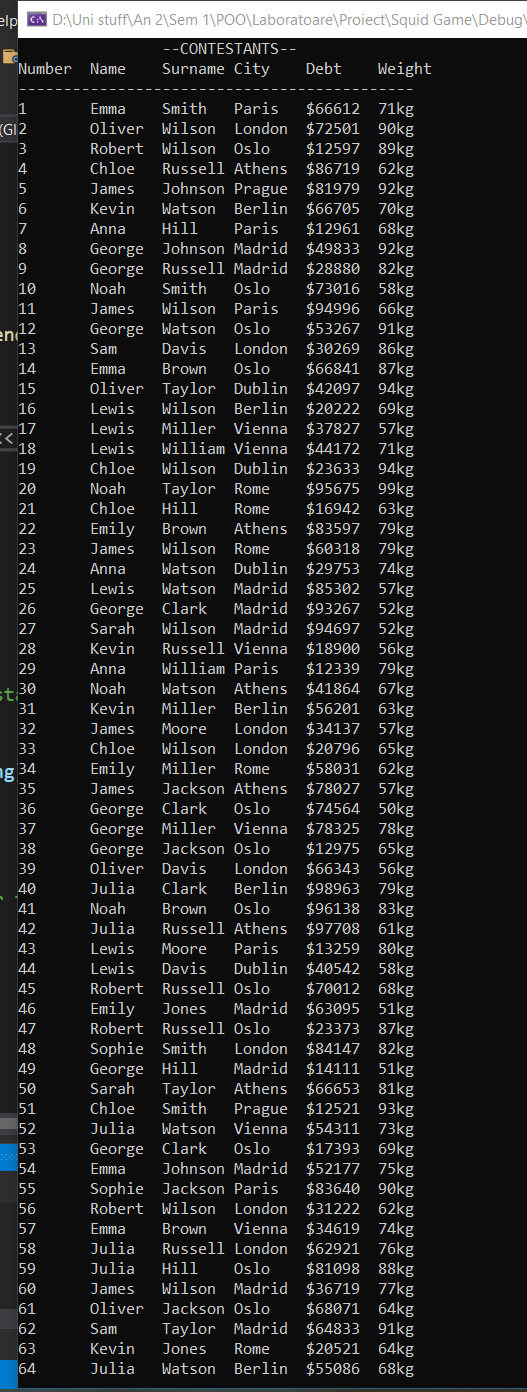 elp
D:\Uni stuff\An 2\Sem 1\POO\Laboratoare\Proiect\Squid Game\Debug\
--CONTESTANTS--
Number Name Surname City Debt Weight
--------------------------------------------
1 Emma Smith Paris $66612 71kg
2 Oliver Wilson London $72501 90kg
3 Robert Wilson Oslo $12597 89kg
4 Chloe Russell Athens $86719 62kg
5 James Johnson Prague $81979 92kg
6 Kevin Watson Berlin $66705 70kg
7 Anna Hill Paris $12961 68kg
8 George Johnson Madrid $49833 92kg
9 George Russell Madrid $28880 82kg
10 Noah Smith Oslo $73016 58kg
11 James Wilson Paris $94996 66kg
12 George Watson Oslo $53267 91kg
13 Sam Davis London $30269 86kg
14 Emma Brown Oslo $66841 87kg
15 Oliver Taylor Dublin $42097 94kg
16 Lewis Wilson Berlin $20222 69kg
17 Lewis Miller Vienna $37827 57kg
18 Lewis William Vienna $44172 71kg
19 Chloe Wilson Dublin $23633 94kg
20 Noah Taylor Rome $95675 99kg
21 Chloe Hill Rome $16942 63kg
22 Emily Brown Athens $83597 79kg
23 James Wilson Rome $60318 79kg
24 Anna Watson Dublin $29753 74kg
25 Lewis Watson Madrid $85302 57kg
26 George Clark Madrid $93267 52kg
27 Sarah Wilson Madrid $94697 52kg
28 Kevin Russell Vienna $18900 56kg
29 Anna William Paris $12339 79kg
30 Noah Watson Athens $41864 67kg
31 Kevin Miller Berlin $56201 63kg
32 James Moore London $34137 57kg
33 Chloe Wilson London $20796 65kg
34 Emily Miller Rome $58031 62kg
35 James Jackson Athens $78027 57kg
36 George Clark Oslo $74564 50kg
37 George Miller Vienna $78325 78kg
38 George Jackson Oslo $12975 65kg
39 Oliver Davis London $66343 56kg
40 Julia Clark Berlin $98963 79kg
41 Noah Brown Oslo $96138 83kg
42 Julia Russell Athens $97708 61kg
43 Lewis Moore Paris $13259 80kg
44 Lewis Davis Dublin $40542 58kg
45 Robert Russell Oslo $70012 68kg
46 Emily Jones Madrid $63095 51kg
47 Robert Russell Oslo $23373 87kg
48 Sophie Smith London $84147 82kg
49 George Hill Madrid $14111 51kg
50 Sarah Taylor Athens $66653 81kg
51 Chloe Smith Prague $12521 93kg
52 Julia Watson Vienna $54311 73kg
53 George Clark Oslo $17393 69kg
54 Emma Johnson Madrid $52177 75kg
55 Sophie Jackson Paris $83640 90kg
56 Robert Wilson London $31222 62kg
57 Emma Brown Vienna $34619 74kg
58 Julia Russell London $62921 76kg
59 Julia Hill Oslo $81098 88kg
60 James Wilson Madrid $36719 77kg
61 Oliver Jackson Oslo $68071 64kg
62 Sam Taylor Madrid $64833 91kg
63 Kevin Jones Rome $20521 64kg
64 Julia Watson Berlin $55086 68kg